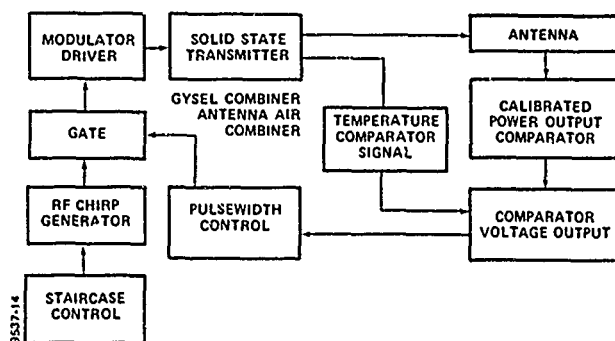 MODULATOR
DRIVER
SOLID STATE
TRANSMITTER
ANTENNA
GYSEL COMBINER
ANTENNA AIR
COMBINER
GATE
TEMPERATURE
COMPARATOR
SIGNAL
CALIBRATED
POWER OUTPUT
COMPARATOR
RF CHIRP
GENERATOR
PULSEWIDTH
CONTROL
COMPARATOR
VOLTAGE OUTPUT
STAIRCASE
CONTROL
9537-14